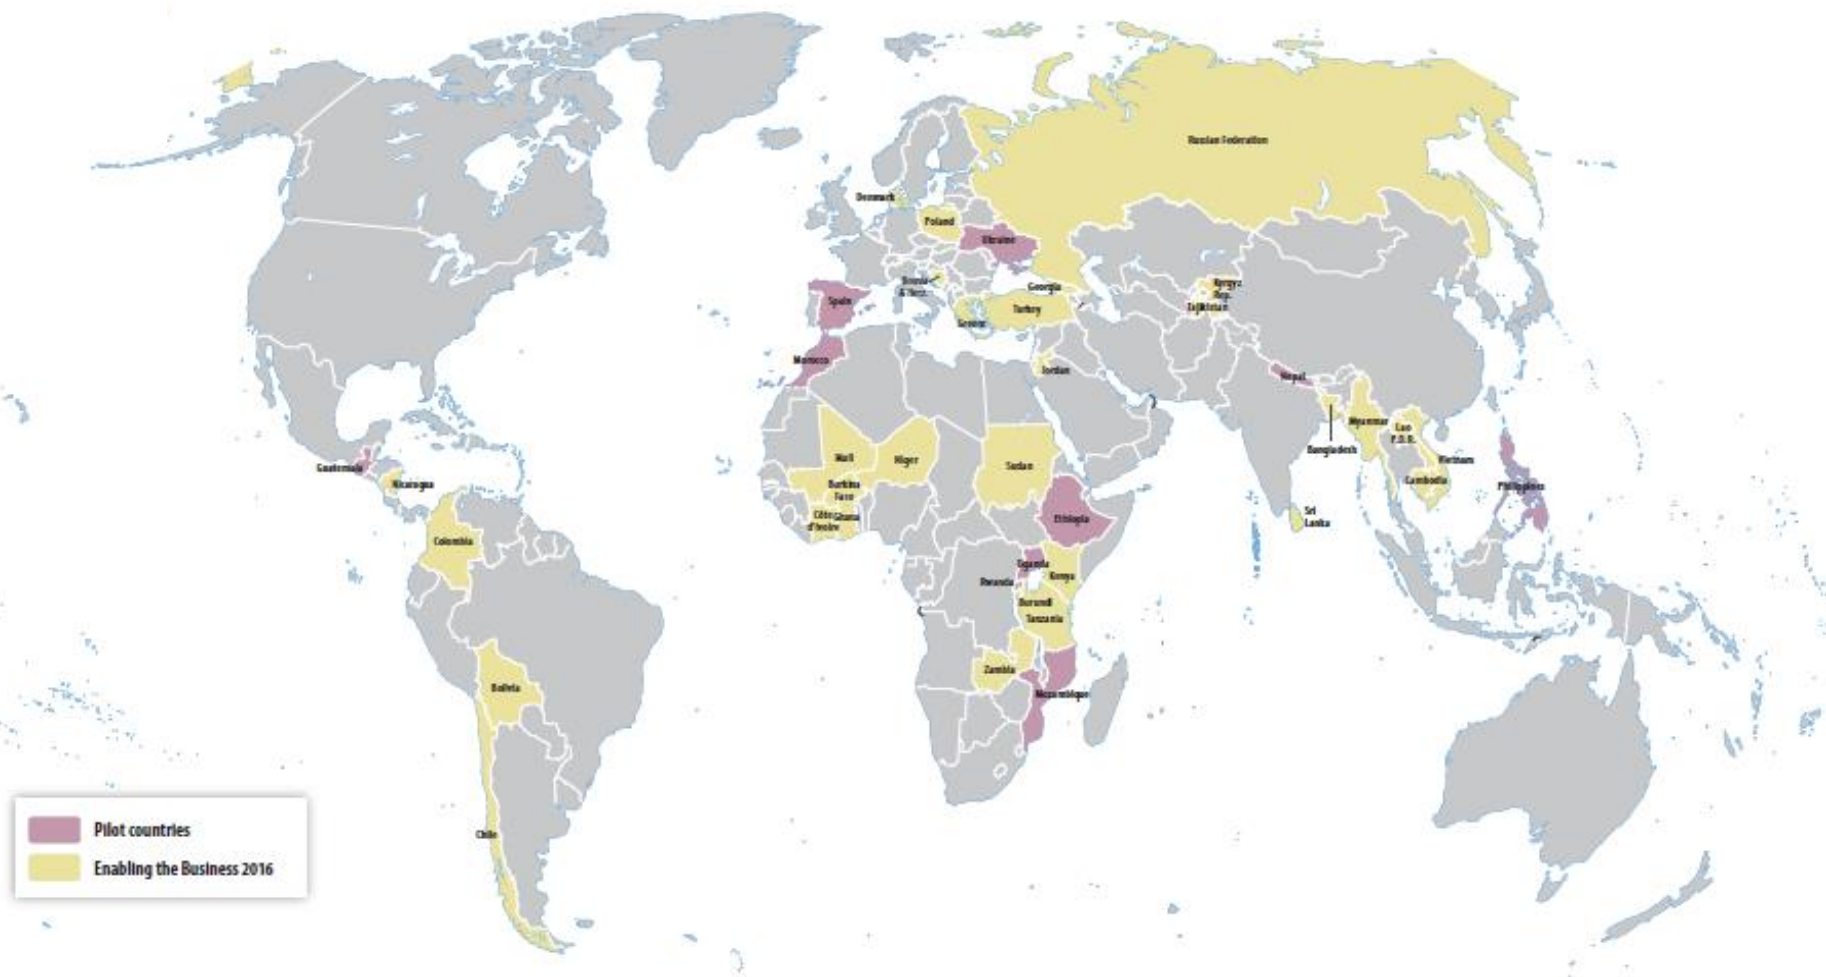 Russian Federation
Denmark
Poland
Ukraine
Bosnia
& Herz.
Georgia
Kyrgyz
Rep.
Tajikistan
Spain
Greece
Turkey
Morocco
Jordan
Nepal
Bangladesh
Myanmar
Lao
P.D.R.
Vietnam
Cambodia
Philippines
Sri
Lanka
Guatemala
Nicaragua
Mali
Niger
Sudan
Burkina
Faso
Côte
d'Ivoire
Ghana
Ethiopia
Colombia
Uganda
Rwanda
Kenya
Burundi
Tanzania
Zambia
Mozambique
Bolivia
Chile
Pilot countries
Enabling the Business 2016